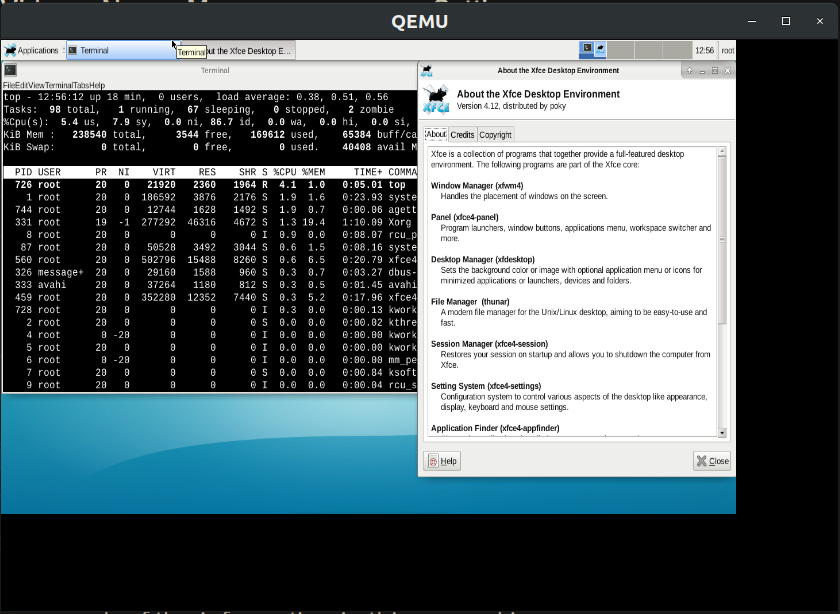 QEMU
Applications : Terminal ut the Xfce Desktop E... 12:56 root
Terminal
Terminal
File Edit View Terminal Tabs Help
top - 12:56:12 up 18 min,  0 users,  load average: 0.38, 0.51, 0.56
Tasks:  98 total,   1 running,  67 sleeping,   0 stopped,   2 zombie
%Cpu(s):  5.4 us,  7.9 sy,  0.0 ni, 86.7 id,  0.0 wa,  0.0 hi,  0.0 si,
KiB Mem :   238540 total,     3544 free,   169612 used,    65384 buff/ca
KiB Swap:        0 total,        0 free,        0 used.    40408 avail M
PID USER      PR  NI    VIRT    RES    SHR S %CPU %MEM     TIME+ COMMA
726 root      20   0   21920   2360   1964 R  4.1  1.0   0:05.01 top
1 root      20   0  186592   3876   2176 S  1.9  1.6   0:23.93 syste
744 root      20   0   12744   1628   1492 S  1.9  0.7   0:00.06 agett
331 root      19  -1  277292  46316   4672 S  1.3 19.4   1:10.09 Xorg
8 root      20   0       0      0      0 I  0.9  0.0   0:08.07 rcu_p
87 root      20   0   50528   3492   3044 S  0.6  1.5   0:08.16 syste
560 root      20   0  502796  15488   8260 S  0.6  6.5   0:20.79 xfce4
326 message+  20   0   29160   1588    960 S  0.3  0.7   0:03.27 dbus-
333 avahi     20   0   37264   1180    812 S  0.3  0.5   0:01.45 avahi
459 root      20   0  352280  12352   7440 S  0.3  5.2   0:17.96 xfce4
728 root      20   0       0      0      0 I  0.3  0.0   0:00.13 kwork
2 root      20   0       0      0      0 S  0.0  0.0   0:00.02 kthre
4 root       0 -20       0      0      0 I  0.0  0.0   0:00.00 kwork
5 root      20   0       0      0      0 I  0.0  0.0   0:00.00 kwork
6 root       0 -20       0      0      0 I  0.0  0.0   0:00.00 mm_pe
7 root      20   0       0      0      0 S  0.0  0.0   0:00.84 ksoft
9 root      20   0       0      0      0 I  0.0  0.0   0:00.04 rcu_s
About the Xfce Desktop Environment
About the Xfce Desktop Environment
Version 4.12, distributed by poky
About Credits Copyright
Xfce is a collection of programs that together provide a full-featured desktop
environment. The following programs are part of the Xfce core:
Window Manager (xfwm4)
Handles the placement of windows on the screen.
Panel (xfce4-panel)
Program launchers, window buttons, applications menu, workspace switcher and
more.
Desktop Manager (xfdesktop)
Sets the background color or image with optional application menu or icons for
minimized applications or launchers, devices and folders.
File Manager  (thunar)
A modern file manager for the Unix/Linux desktop, aiming to be easy-to-use and
fast.
Session Manager (xfce4-session)
Restores your session on startup and allows you to shutdown the computer from
Xfce.
Setting System (xfce4-settings)
Configuration system to control various aspects of the desktop like appearance,
display, keyboard and mouse settings.
Application Finder (xfce4-appfinder)
Help Close